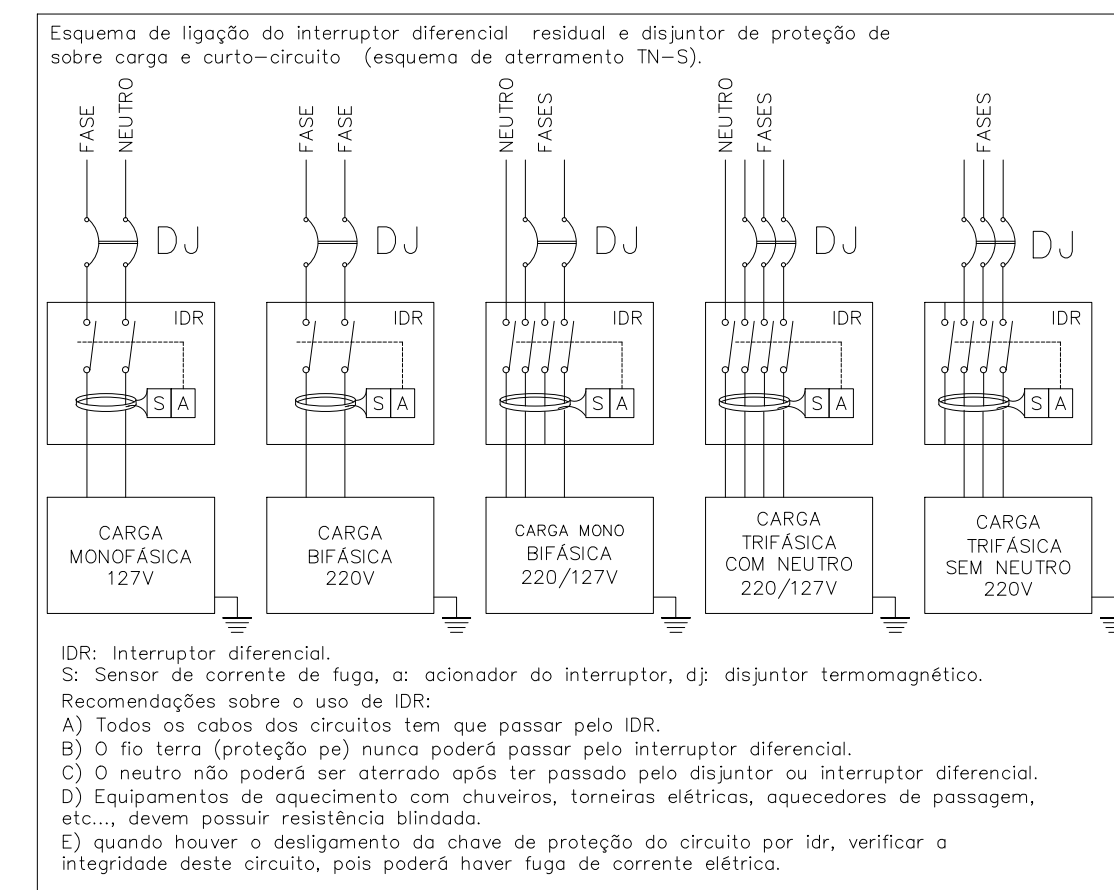 Esquema de ligação do interruptor diferencial residual e disjuntor de proteção de
sobre carga e curto-circuito (esquema de aterramento TN-S).
FASE
NEUTRO
FASE
FASE
NEUTRO
FASES
NEUTRO
FASES
FASES
DJ
DJ
DJ
DJ
DJ
IDR
IDR
IDR
IDR
IDR
S A
S A
S A
S A
S A
CARGA
MONOFÁSICA
127V
CARGA
BIFÁSICA
220V
CARGA MONO
BIFÁSICA
220/127V
CARGA
TRIFÁSICA
COM NEUTRO
220/127V
CARGA
TRIFÁSICA
SEM NEUTRO
220V
IDR: Interruptor diferencial.
S: Sensor de corrente de fuga, a: acionador do interruptor, dj: disjuntor termomagnético.
Recomendações sobre o uso de IDR:
A) Todos os cabos dos circuitos tem que passar pelo IDR.
B) O fio terra (proteção pe) nunca poderá passar pelo interruptor diferencial.
C) O neutro não poderá ser aterrado após ter passado pelo disjuntor ou interruptor diferencial.
D) Equipamentos de aquecimento com chuveiros, torneiras elétricas, aquecedores de passagem,
etc..., devem possuir resistência blindada.
E) quando houver o desligamento da chave de proteção do circuito por idr, verificar a
integridade deste circuito, pois poderá haver fuga de corrente elétrica.